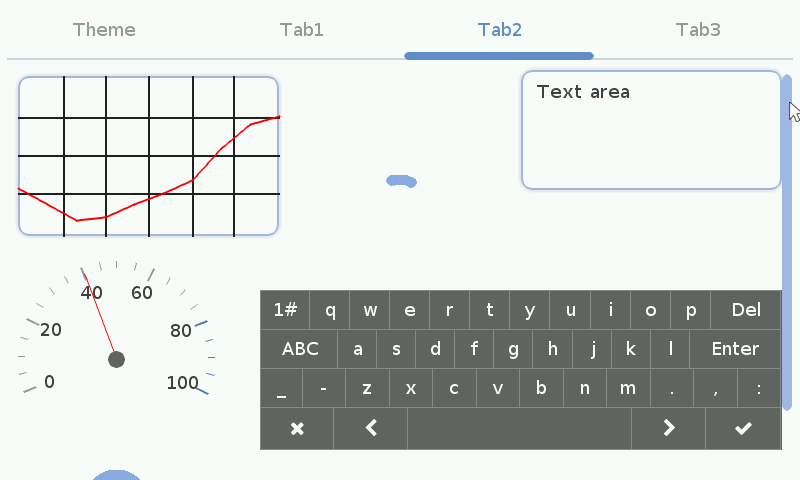 Theme Tab1 Tab2 Tab3
Text area
40 60
20 80
0 100
1# q w e r t y u i o p Del
ABC a s d f g h j k l Enter
_ - z x c v b n m . , :